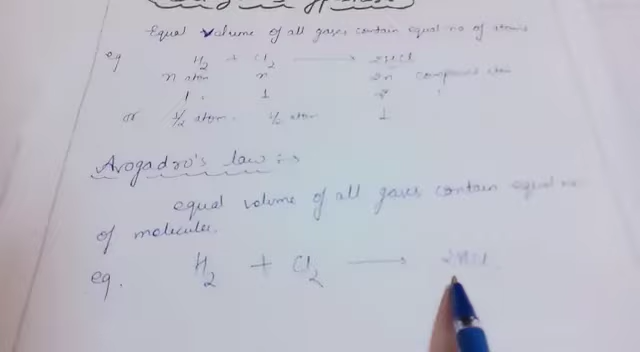 Equal volume of all gases contain equal no of atoms
eg H2 + Cl2 → 2HCl
n atom n 2n compound atom
1 1 2
or 1/2 atom 1/2 atom 1
Avogadro's law :-
equal volume of all gases contain equal no
of molecules.
eg. H2 + Cl2 → 2HCl